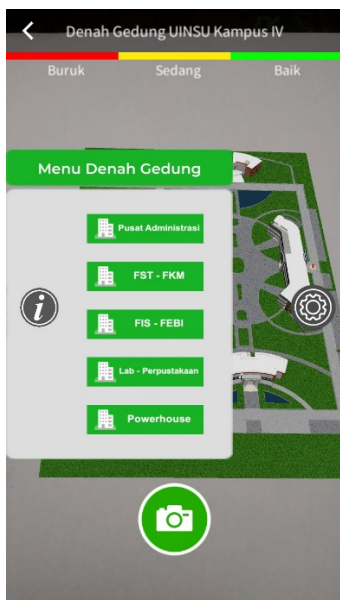 Denah Gedung UINSU Kampus IV
Buruk Sedang Baik
Menu Denah Gedung
Pusat Administrasi
FST - FKM
FIS - FEBI
Lab - Perpustakaan
Powerhouse